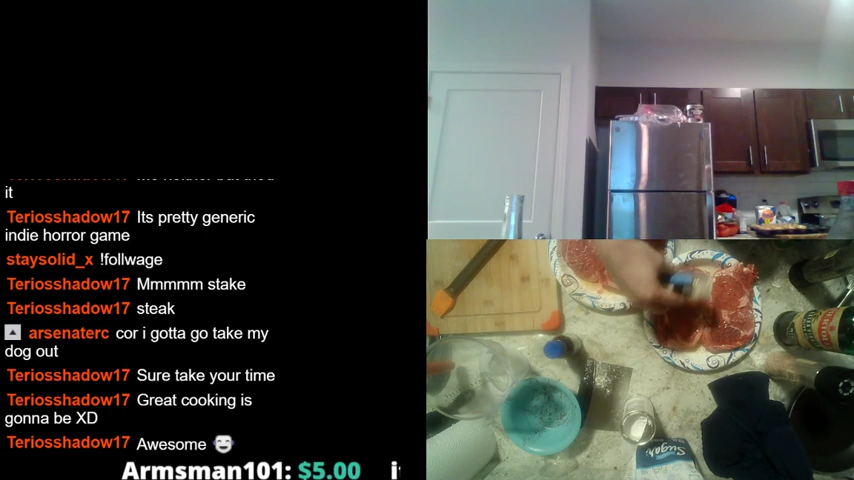 it
Teriosshadow17 Its pretty generic
indie horror game
staysolid_x !follwage
Teriosshadow17 Mmmmm stake
Teriosshadow17 steak
arsenaterc cor i gotta go take my
dog out
Teriosshadow17 Sure take your time
Teriosshadow17 Great cooking is
gonna be XD
Teriosshadow17 Awesome
Armsman101: $5.00
Sugar